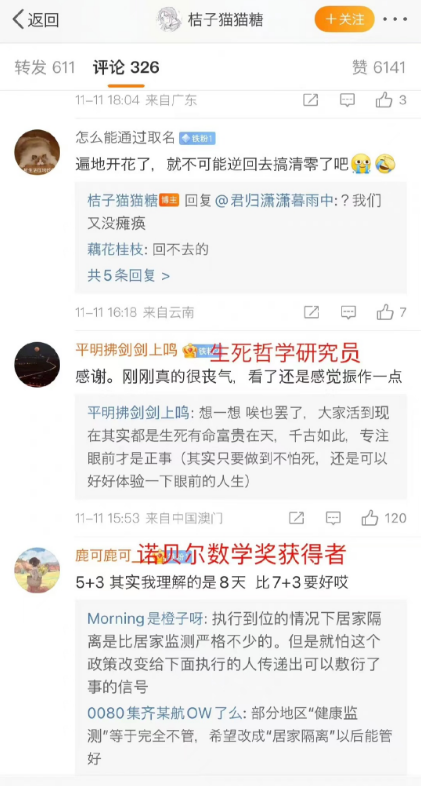 返回
桔子猫猫糖
+关注
转发 611
评论 326
赞 6141
11-11 18:04 来自广东
3
怎么能通过取名
铁粉
遍地开花了，就不可能逆回去搞清零了吧😭🤣
桔子猫猫糖 博主 回复@君归潇潇暮雨中:？我们
又没瘫痪
藕花桂枝: 回不去的
共5条回复 >
11-11 16:18 来自云南
7
平明拂剑剑上鸣 铁粉
生死哲学研究员
感谢。刚刚真的很丧气，看了还是感觉振作一点
平明拂剑剑上鸣: 想一想 唉也罢了，大家活到现
在其实都是生死有命富贵在天，千古如此，专注
眼前才是正事（其实只要做到不怕死，还是可以
好好体验一下眼前的人生）
11-11 15:53 来自中国澳门
120
鹿可鹿可
诺贝尔数学奖获得者
5+3 其实我理解的是8天 比7+3要好哎
Morning是橙子呀: 执行到位的情况下居家隔
离是比居家监测严格不少的。但是就怕这个
政策改变给下面执行的人传递出可以敷衍了
事的信号
0080集齐某航OW了么: 部分地区“健康监
测”等于完全不管，希望改成“居家隔离”以后能管
好